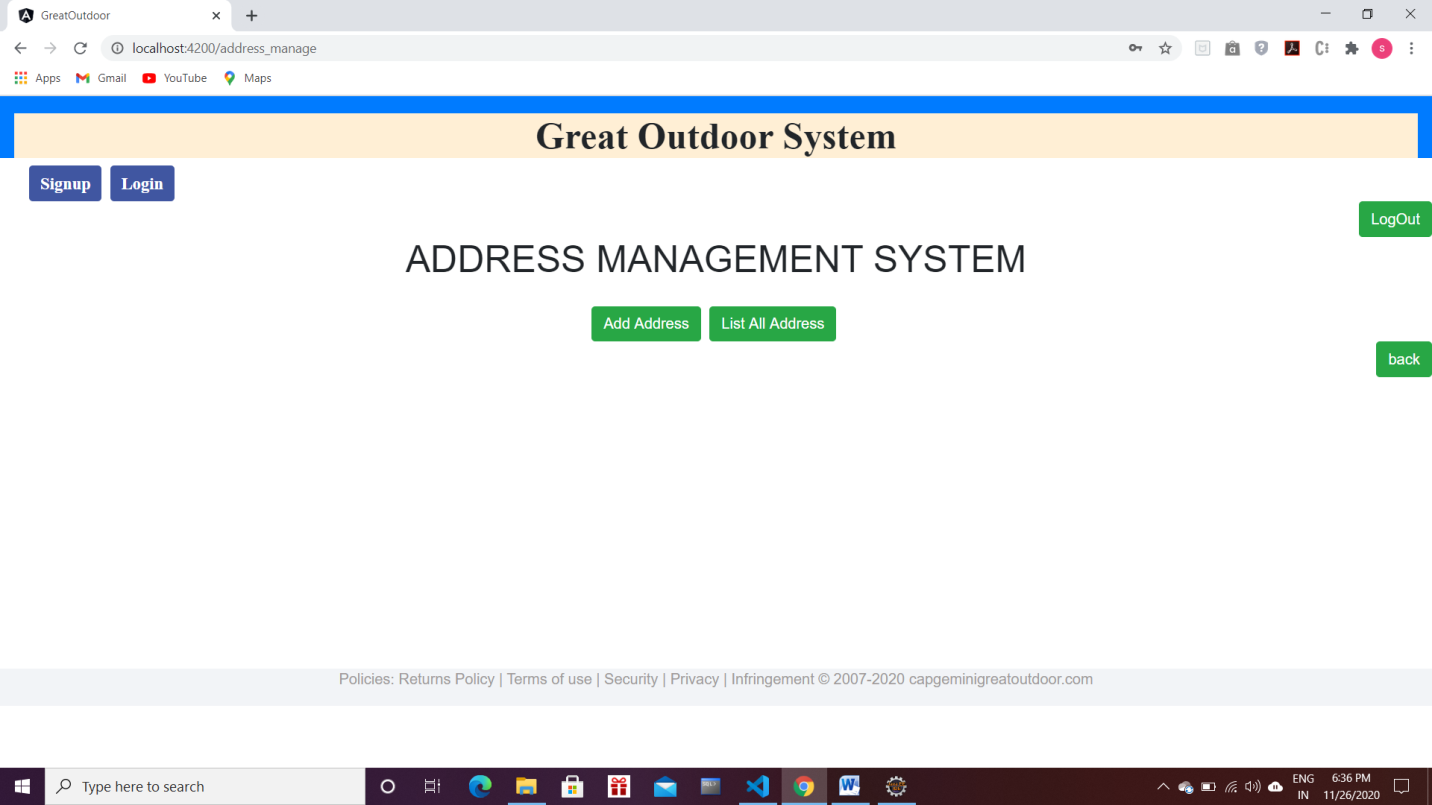 GreatOutdoor
localhost:4200/address_manage
S
Apps Gmail YouTube Maps
Great Outdoor System
Signup Login
LogOut
ADDRESS MANAGEMENT SYSTEM
Add Address List All Address
back
Policies: Returns Policy | Terms of use | Security | Privacy | Infringement © 2007-2020 capgeminigreatoutdoor.com
Type here to search
ENG 6:36 PM
IN 11/26/2020